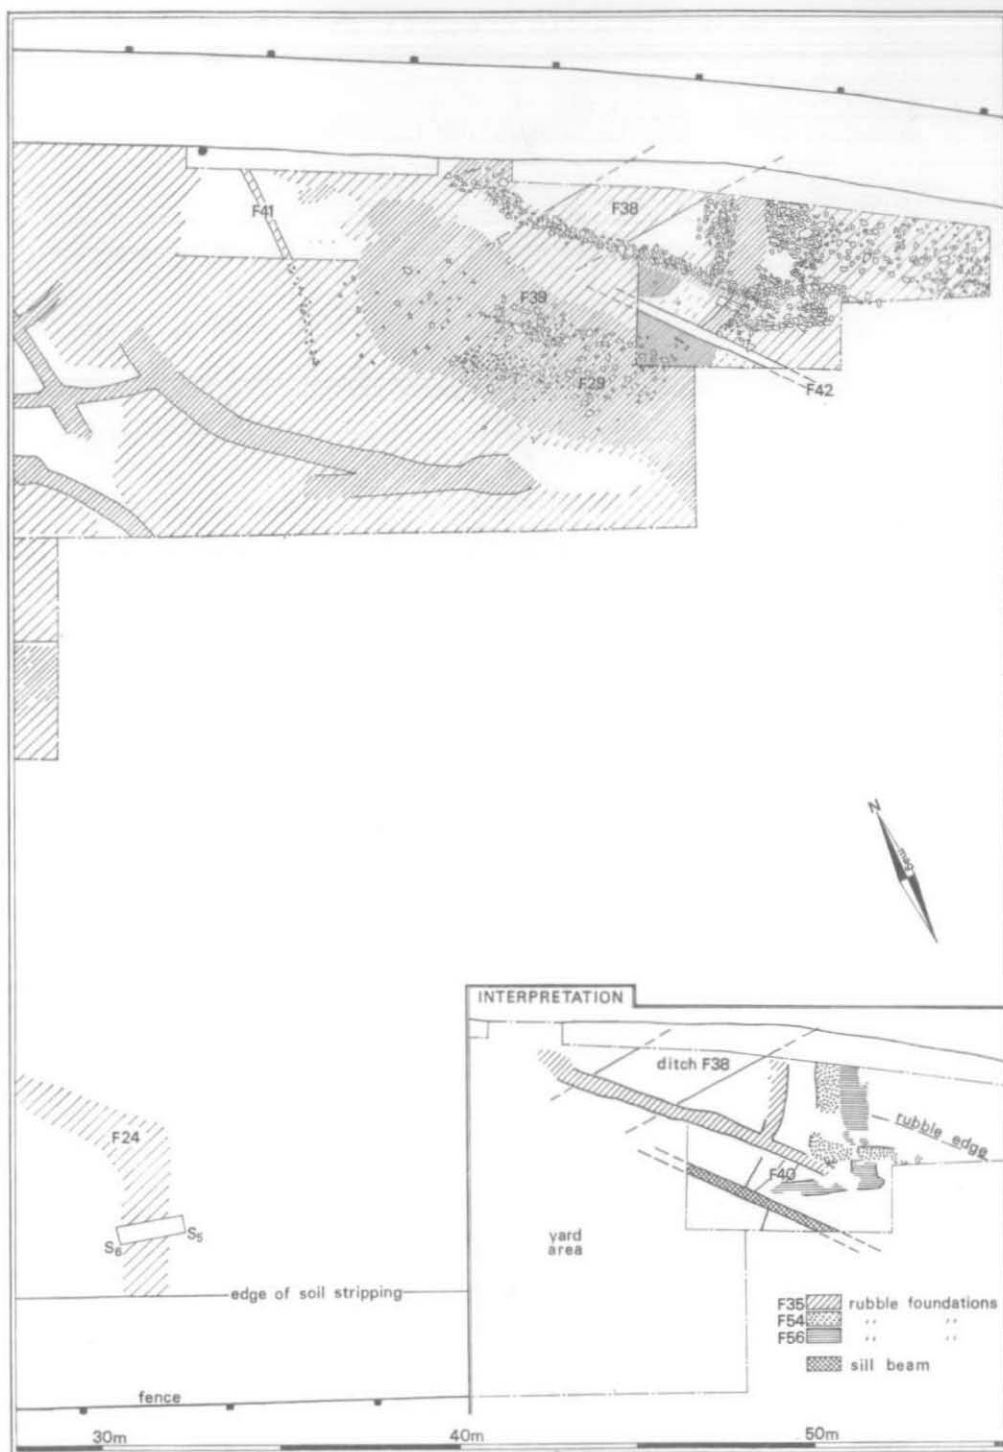 F41
F38
F39
F29
F42
N
mag
INTERPRETATION
ditch F38
rubble edge
F40
yard
area
F24
S6 S5
edge of soil stripping
F35 rubble foundations
F54 ,, ,,
F56 ,, ,,
sill beam
fence
30m 40m 50m